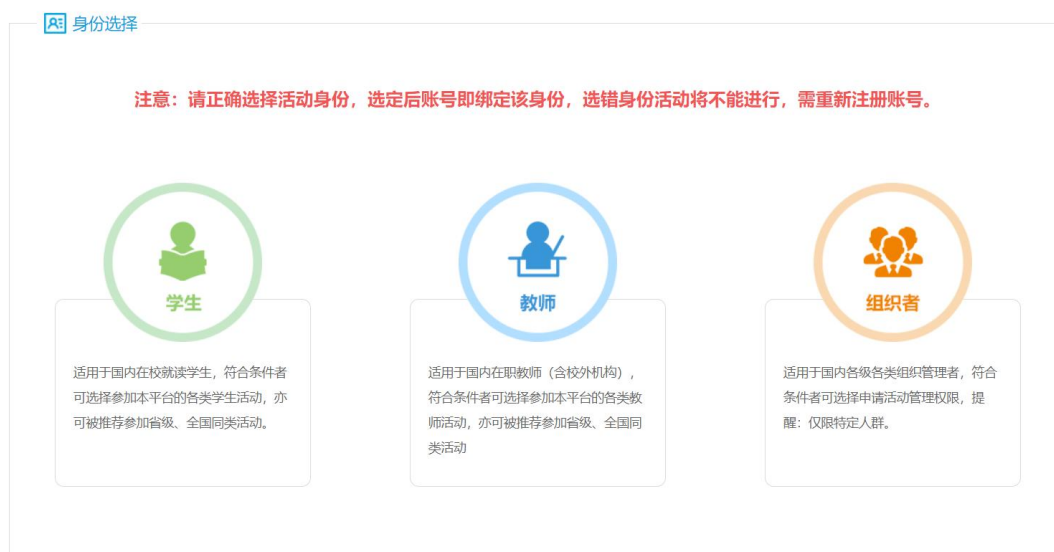 身份选择
注意：请正确选择活动身份，选定后账号即绑定该身份，选错身份活动将不能进行，需重新注册账号。
学生
适用于国内在校就读学生，符合条件者
可选择参加本平台的各类学生活动，亦
可被推荐参加省级、全国同类活动。
教师
适用于国内在职教师（含校外机构），
符合条件者可选择参加本平台的各类教
师活动，亦可被推荐参加省级、全国同
类活动
组织者
适用于国内各级各类组织管理者，符合
条件者可选择申请活动管理权限，提
醒：仅限特定人群。